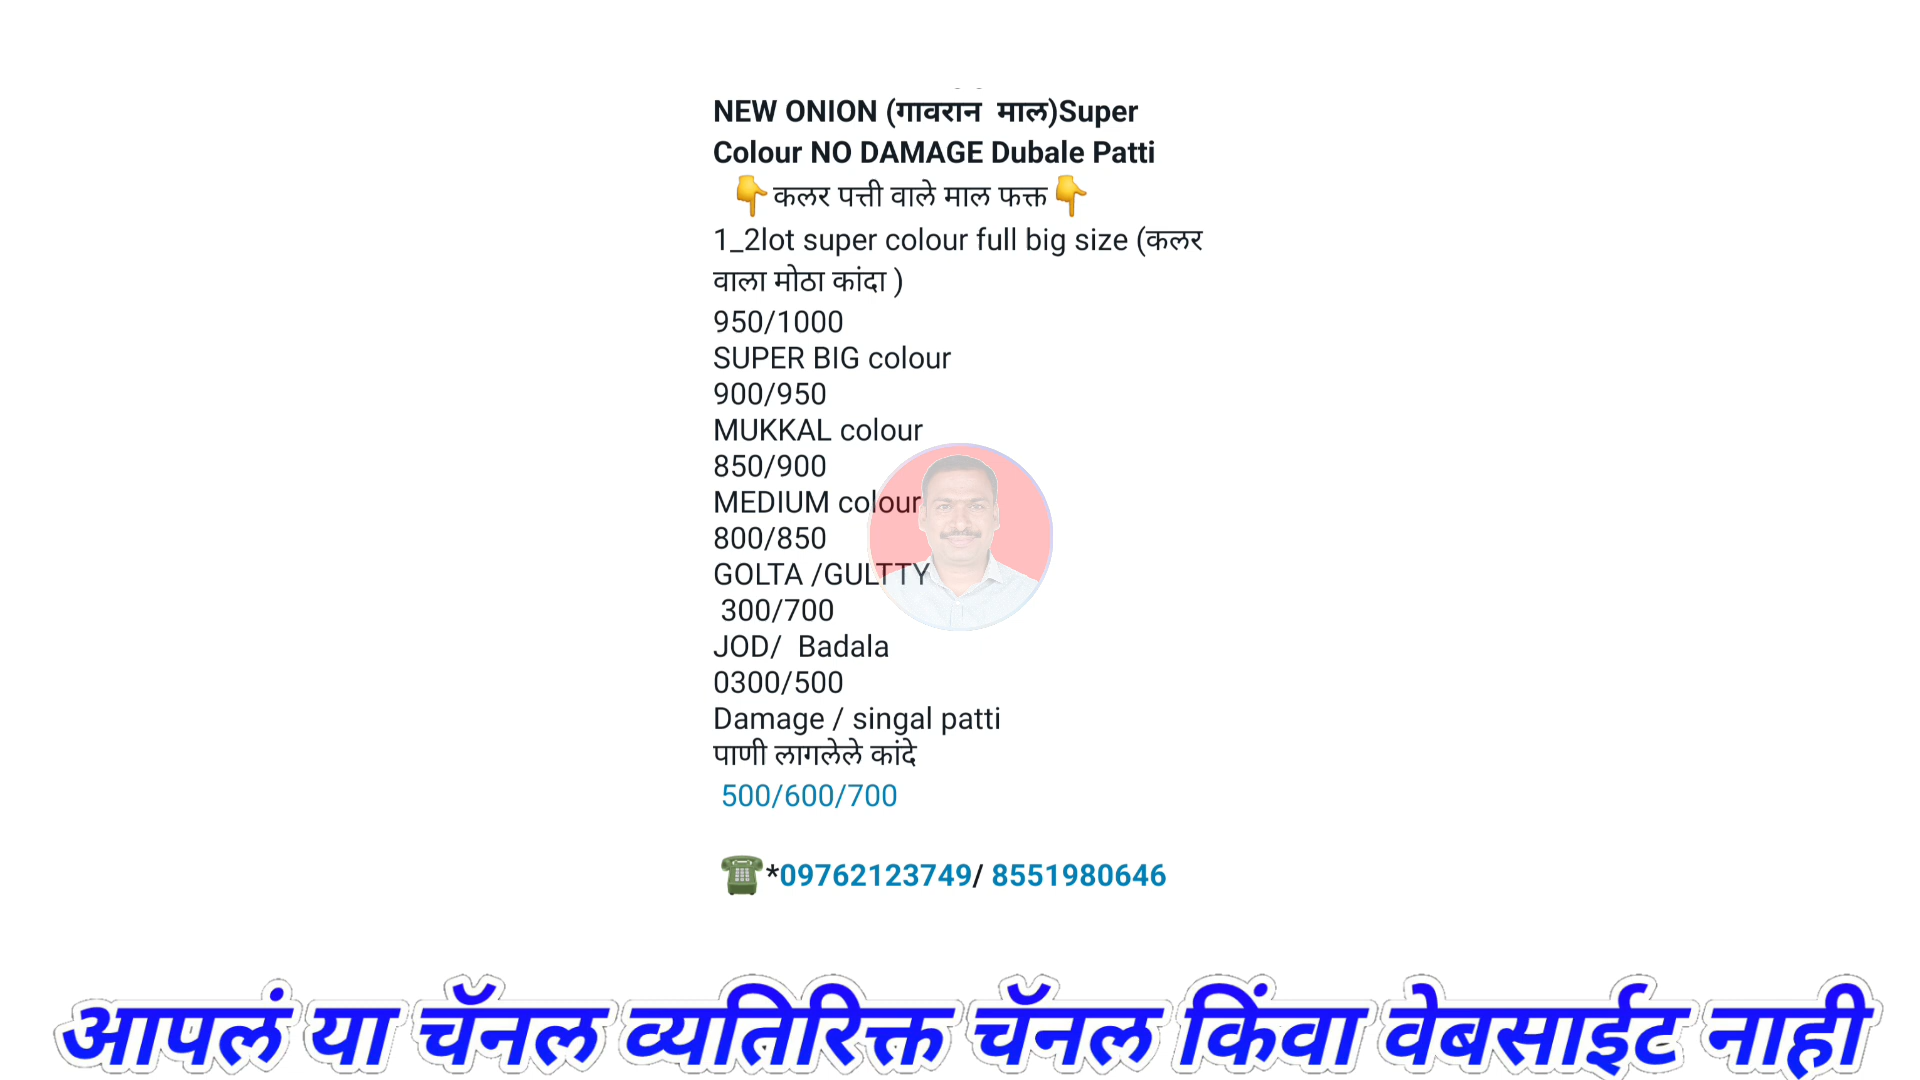 NEW ONION (गावरान माल)Super
Colour NO DAMAGE Dubale Patti
👇कलर पत्ती वाले माल फक्त👇
1_2lot super colour full big size (कलर
वाला मोठा कांदा )
950/1000
SUPER BIG colour
900/950
MUKKAL colour
850/900
MEDIUM colour
800/850
GOLTA /GULTTY
300/700
JOD/ Badala
0300/500
Damage / singal patti
पाणी लागलेले कांदे
500/600/700
☎*09762123749/ 8551980646
आपलं या चॅनल व्यतिरिक्त चॅनल किंवा वेबसाईट नाही